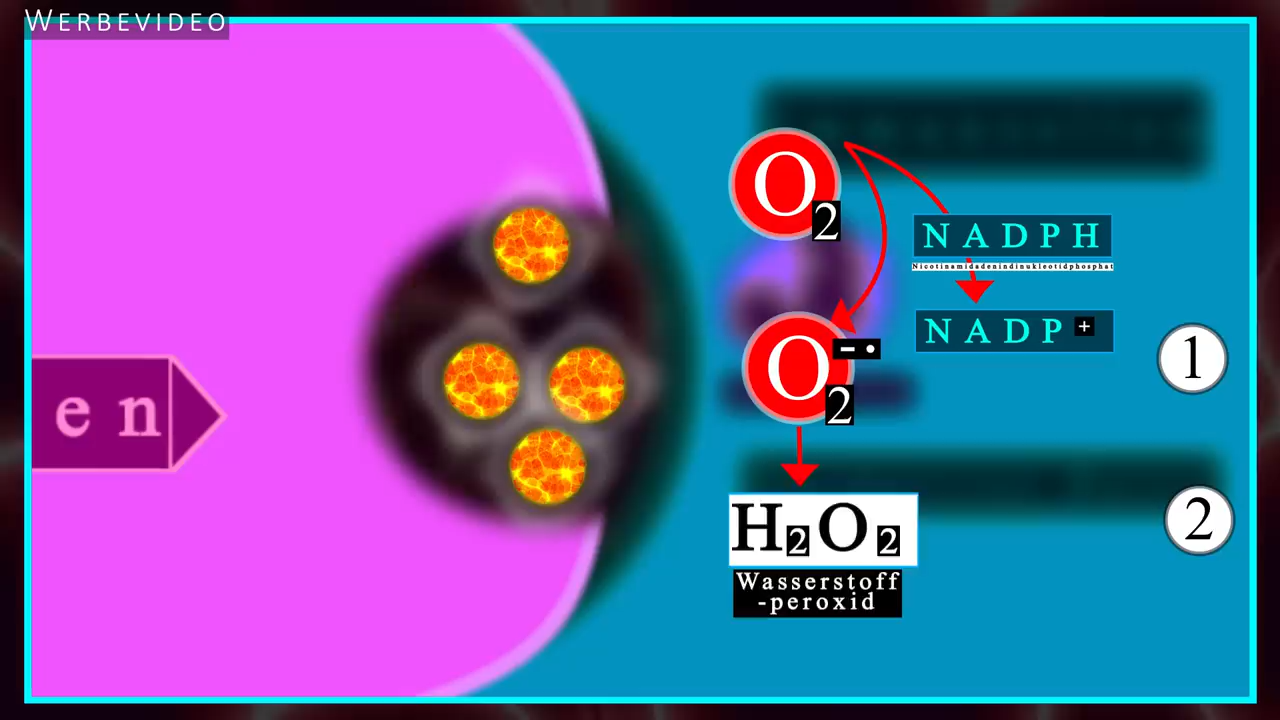 WERBEVIDEO
O2
NADPH
Nicotinamidadenindinukleotidphosphat
NADP+
en
O2-•
1
H2O2
2
Wasserstoff
-peroxid